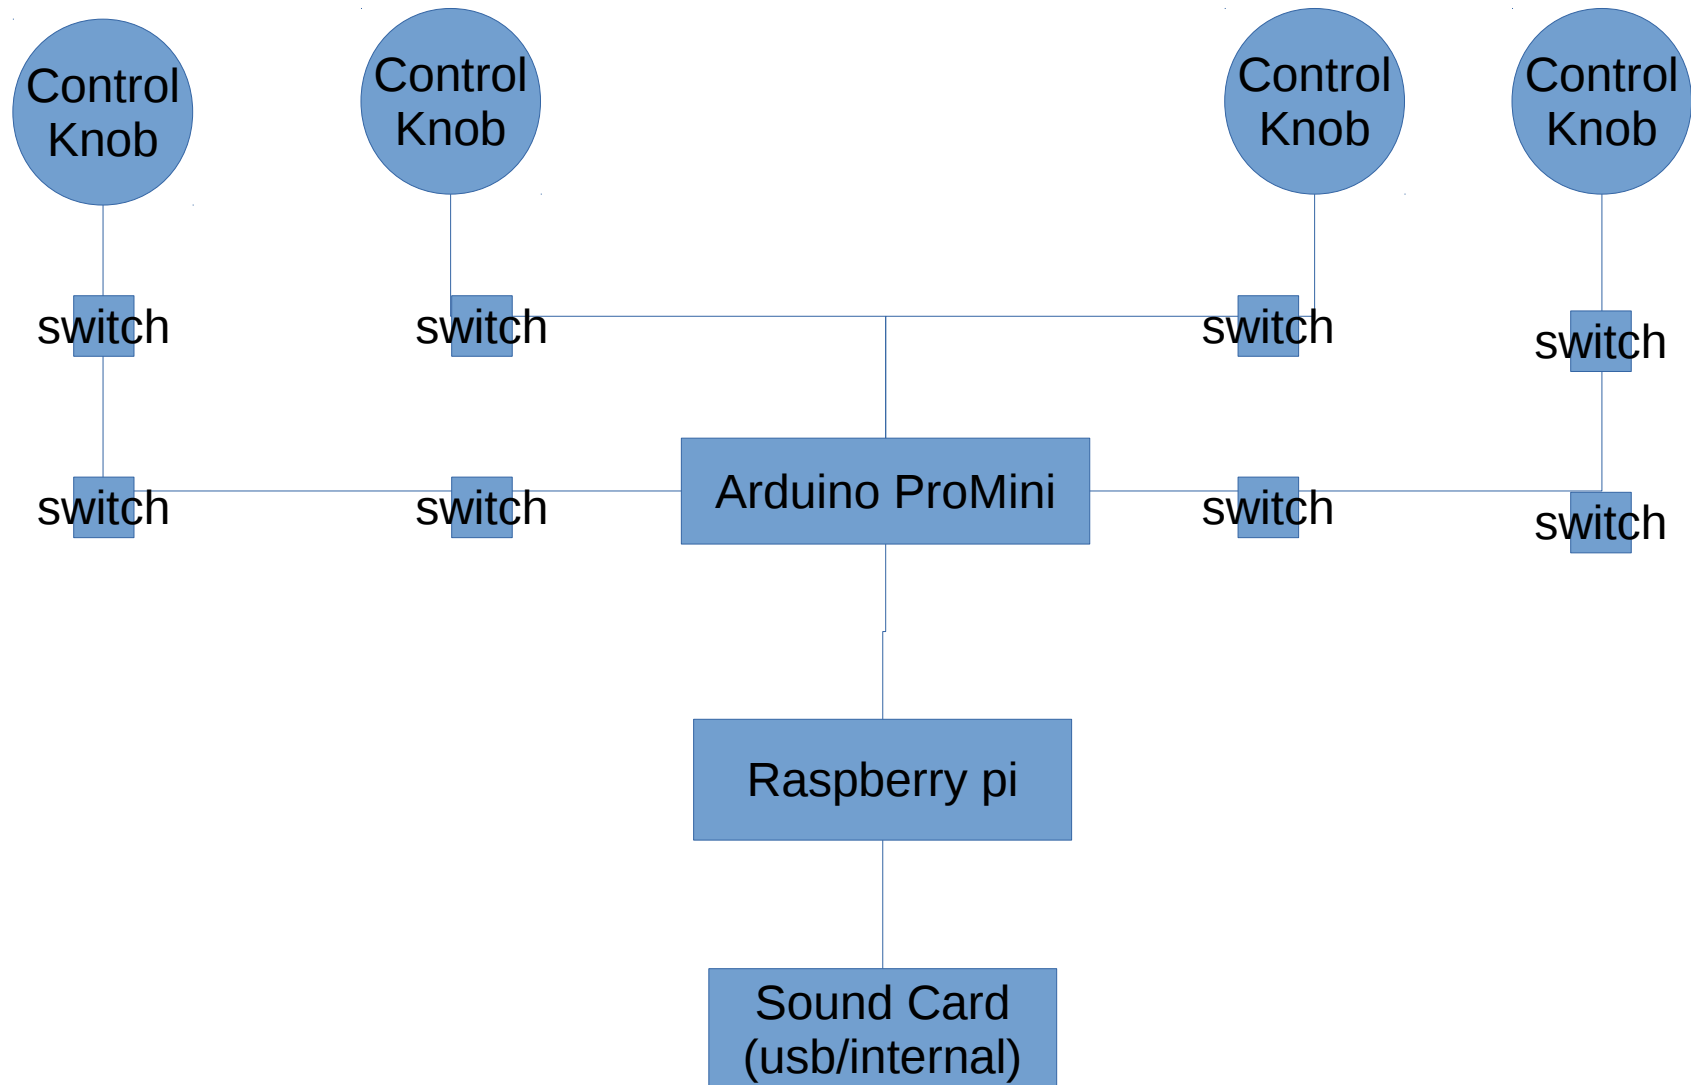 Control
Knob
Control
Knob
Control
Knob
Control
Knob
switch
switch
switch
switch
Arduino ProMini
switch
switch
switch
switch
Raspberry pi
Sound Card
(usb/internal)